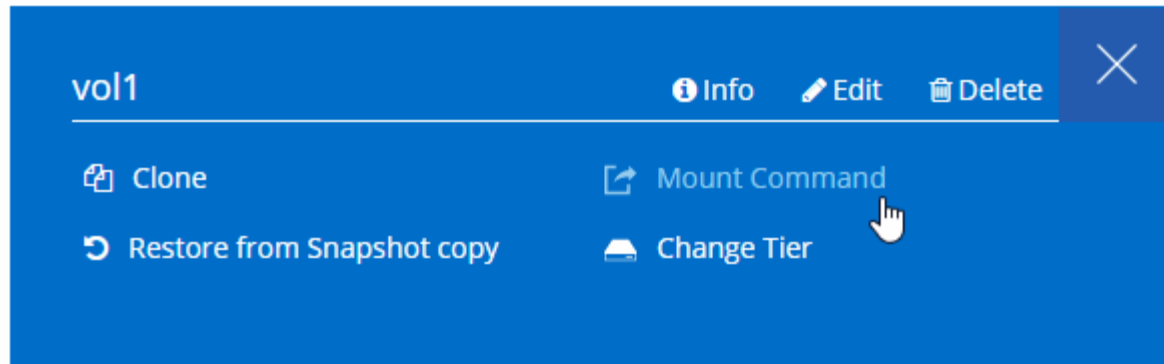 vol1 Info Edit Delete
Clone Mount Command
Restore from Snapshot copy Change Tier